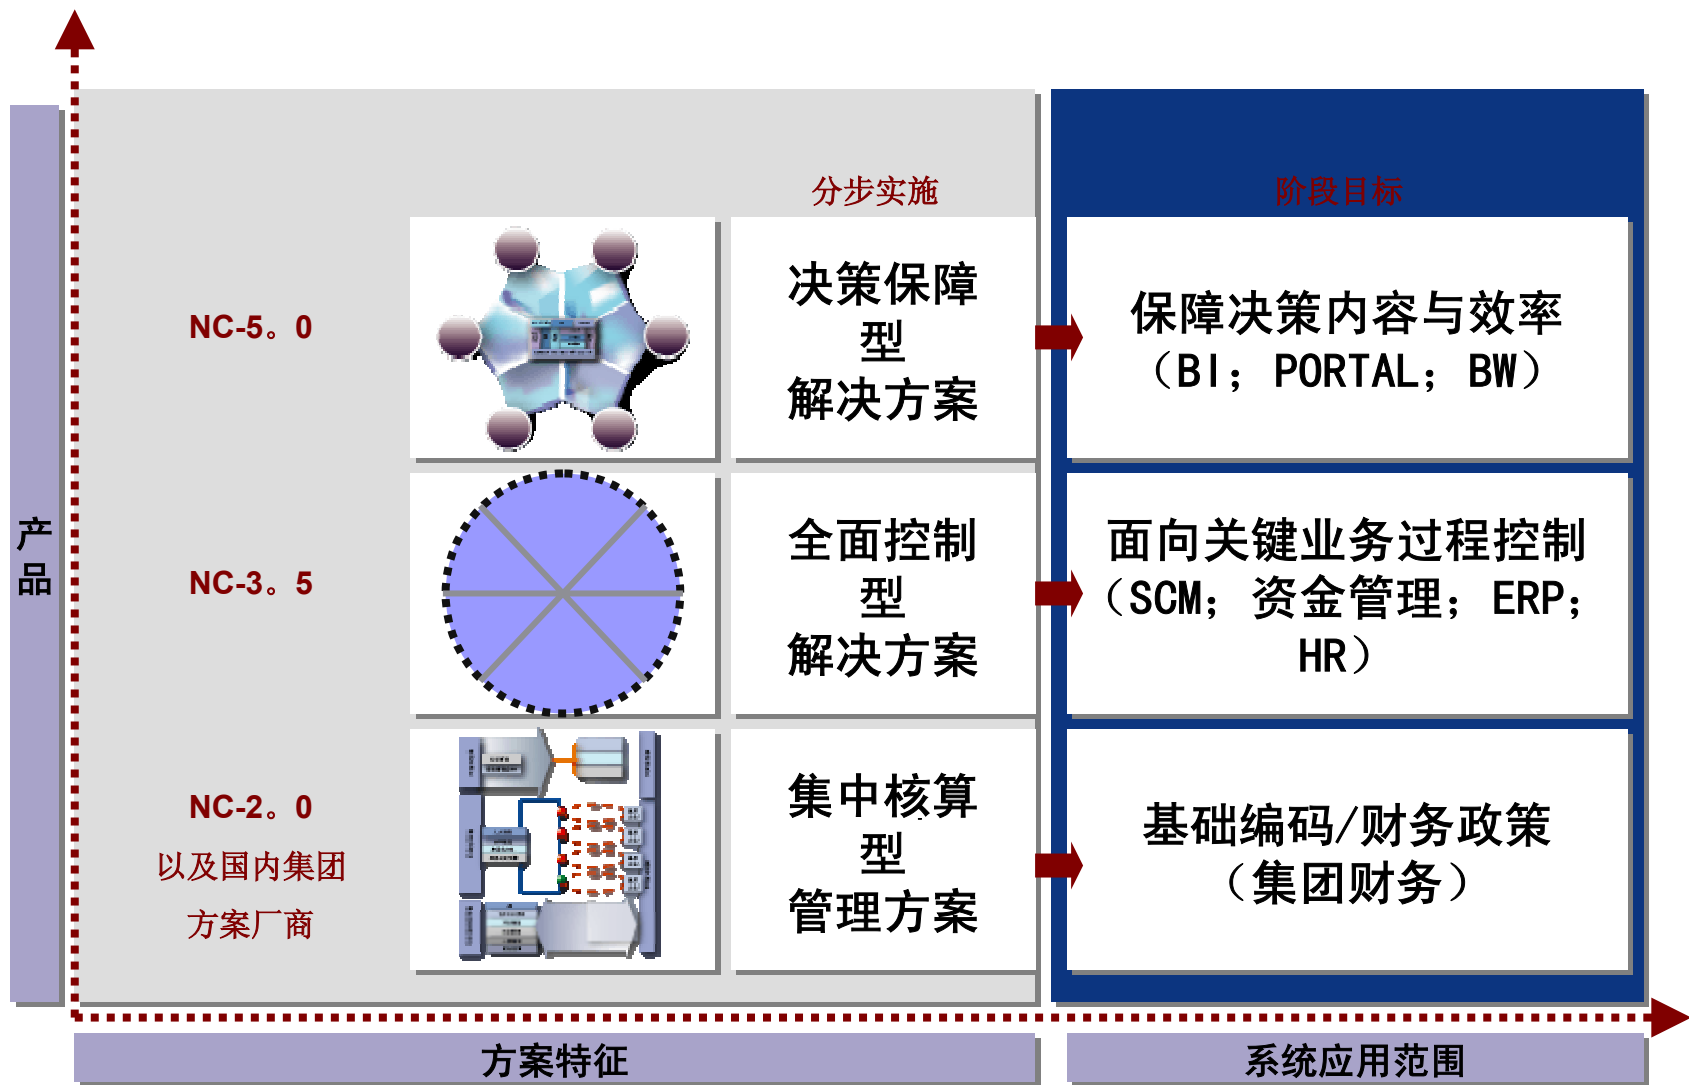 分步实施
阶段目标
NC-5。0
决策保障
型
解决方案
保障决策内容与效率
（BI；PORTAL；BW）
产
品
NC-3。5
全面控制
型
解决方案
面向关键业务过程控制
（SCM；资金管理；ERP；
HR）
NC-2。0
以及国内集团
方案厂商
集中核算
型
管理方案
基础编码/财务政策
（集团财务）
方案特征
系统应用范围